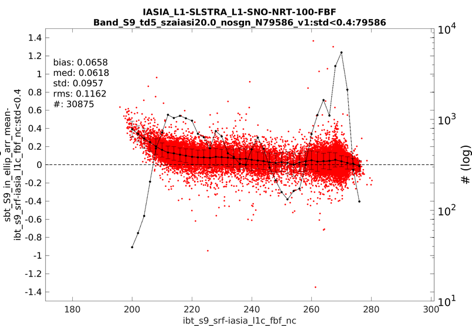 IASIA_L1-SLSTRA_L1-SNO-NRT-100-FBF
Band_S9_td5_szaiasi20.0_nosgn_N79586_v1:std<0.4:79586
bias: 0.0658
med: 0.0618
std: 0.0957
rms: 0.1162
#: 30875
sbt_S9_in_ellip_arr_mean-
ibt_s9_srf-iasia_l1c_fbf_nc:std<0.4
1.4
1.2
1
0.8
0.6
0.4
0.2
0
-0.2
-0.4
-0.6
-0.8
-1
-1.2
-1.4
180
200
220
240
260
280
300
ibt_s9_srf-iasia_l1c_fbf_nc
10^4
10^3
10^2
10^1
# (log)